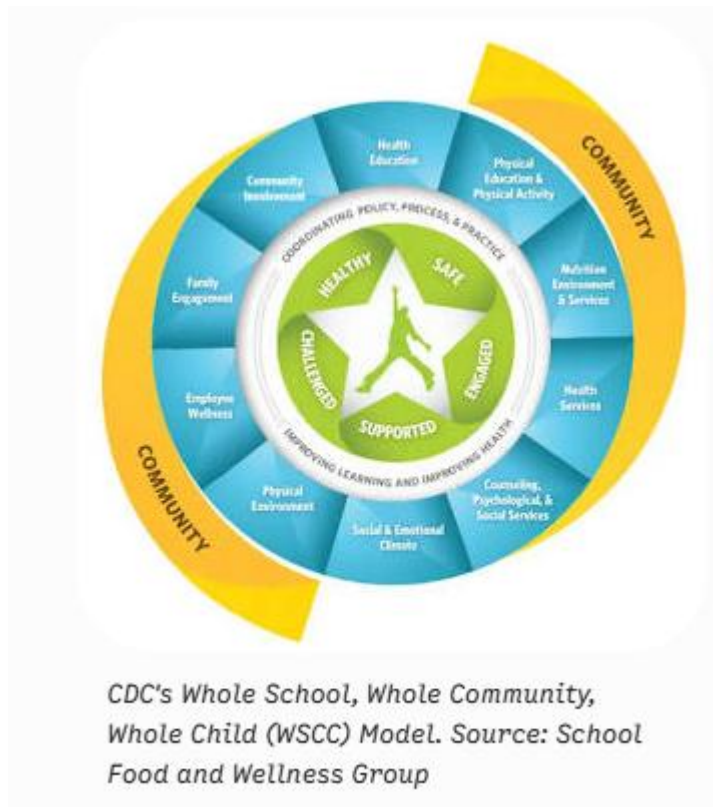 COMMUNITY
Health
Education
Physical
Education &
Physical Activity
Nutrition
Environment
& Services
Health
Services
Counseling,
Psychological, &
Social Services
Social & Emotional
Climate
Physical
Environment
Employee
Wellness
Family
Engagement
Community
Involvement
COORDINATING POLICY, PROCESS, & PRACTICE
HEALTHY
SAFE
ENGAGED
SUPPORTED
CHALLENGED
IMPROVING LEARNING AND IMPROVING HEALTH
COMMUNITY
CDC's Whole School, Whole Community,
Whole Child (WSCC) Model. Source: School
Food and Wellness Group